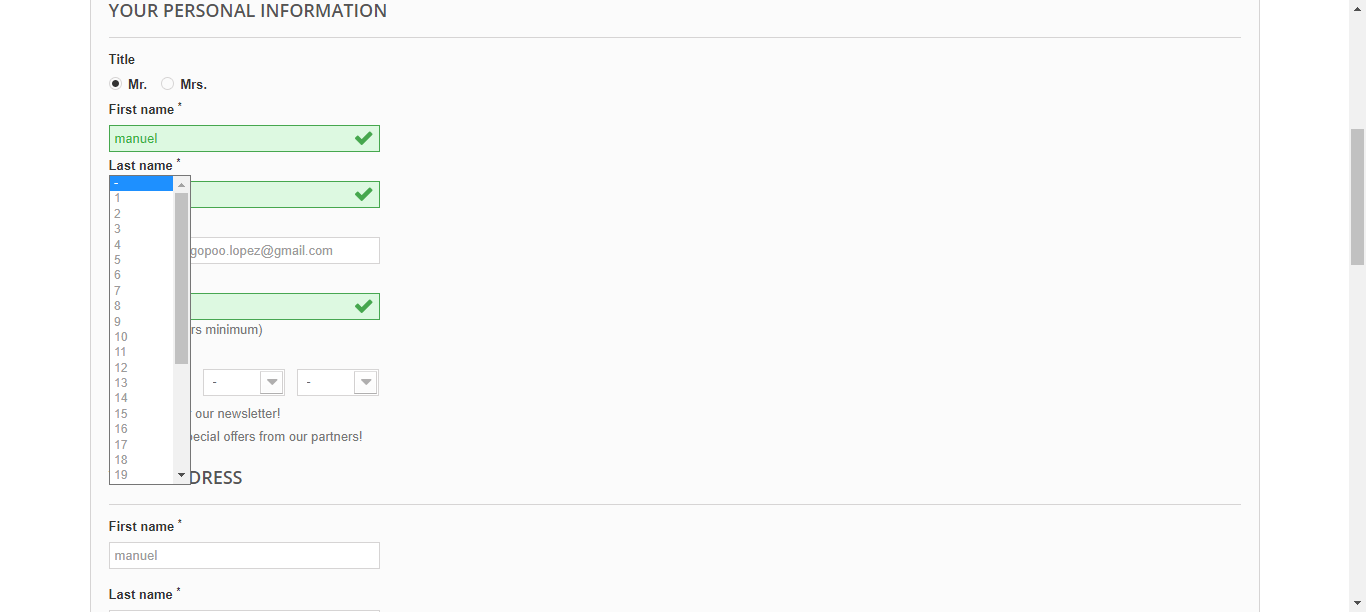 YOUR PERSONAL INFORMATION
Title
Mr. Mrs.
First name *
manuel
Last name *
-
1
2
3
4
5
6
7
8
9
10
11
12
13
14
15
16
17
18
19
gopoo.lopez@gmail.com
rs minimum)
- -
our newsletter!
pecial offers from our partners!
DRESS
First name *
manuel
Last name *